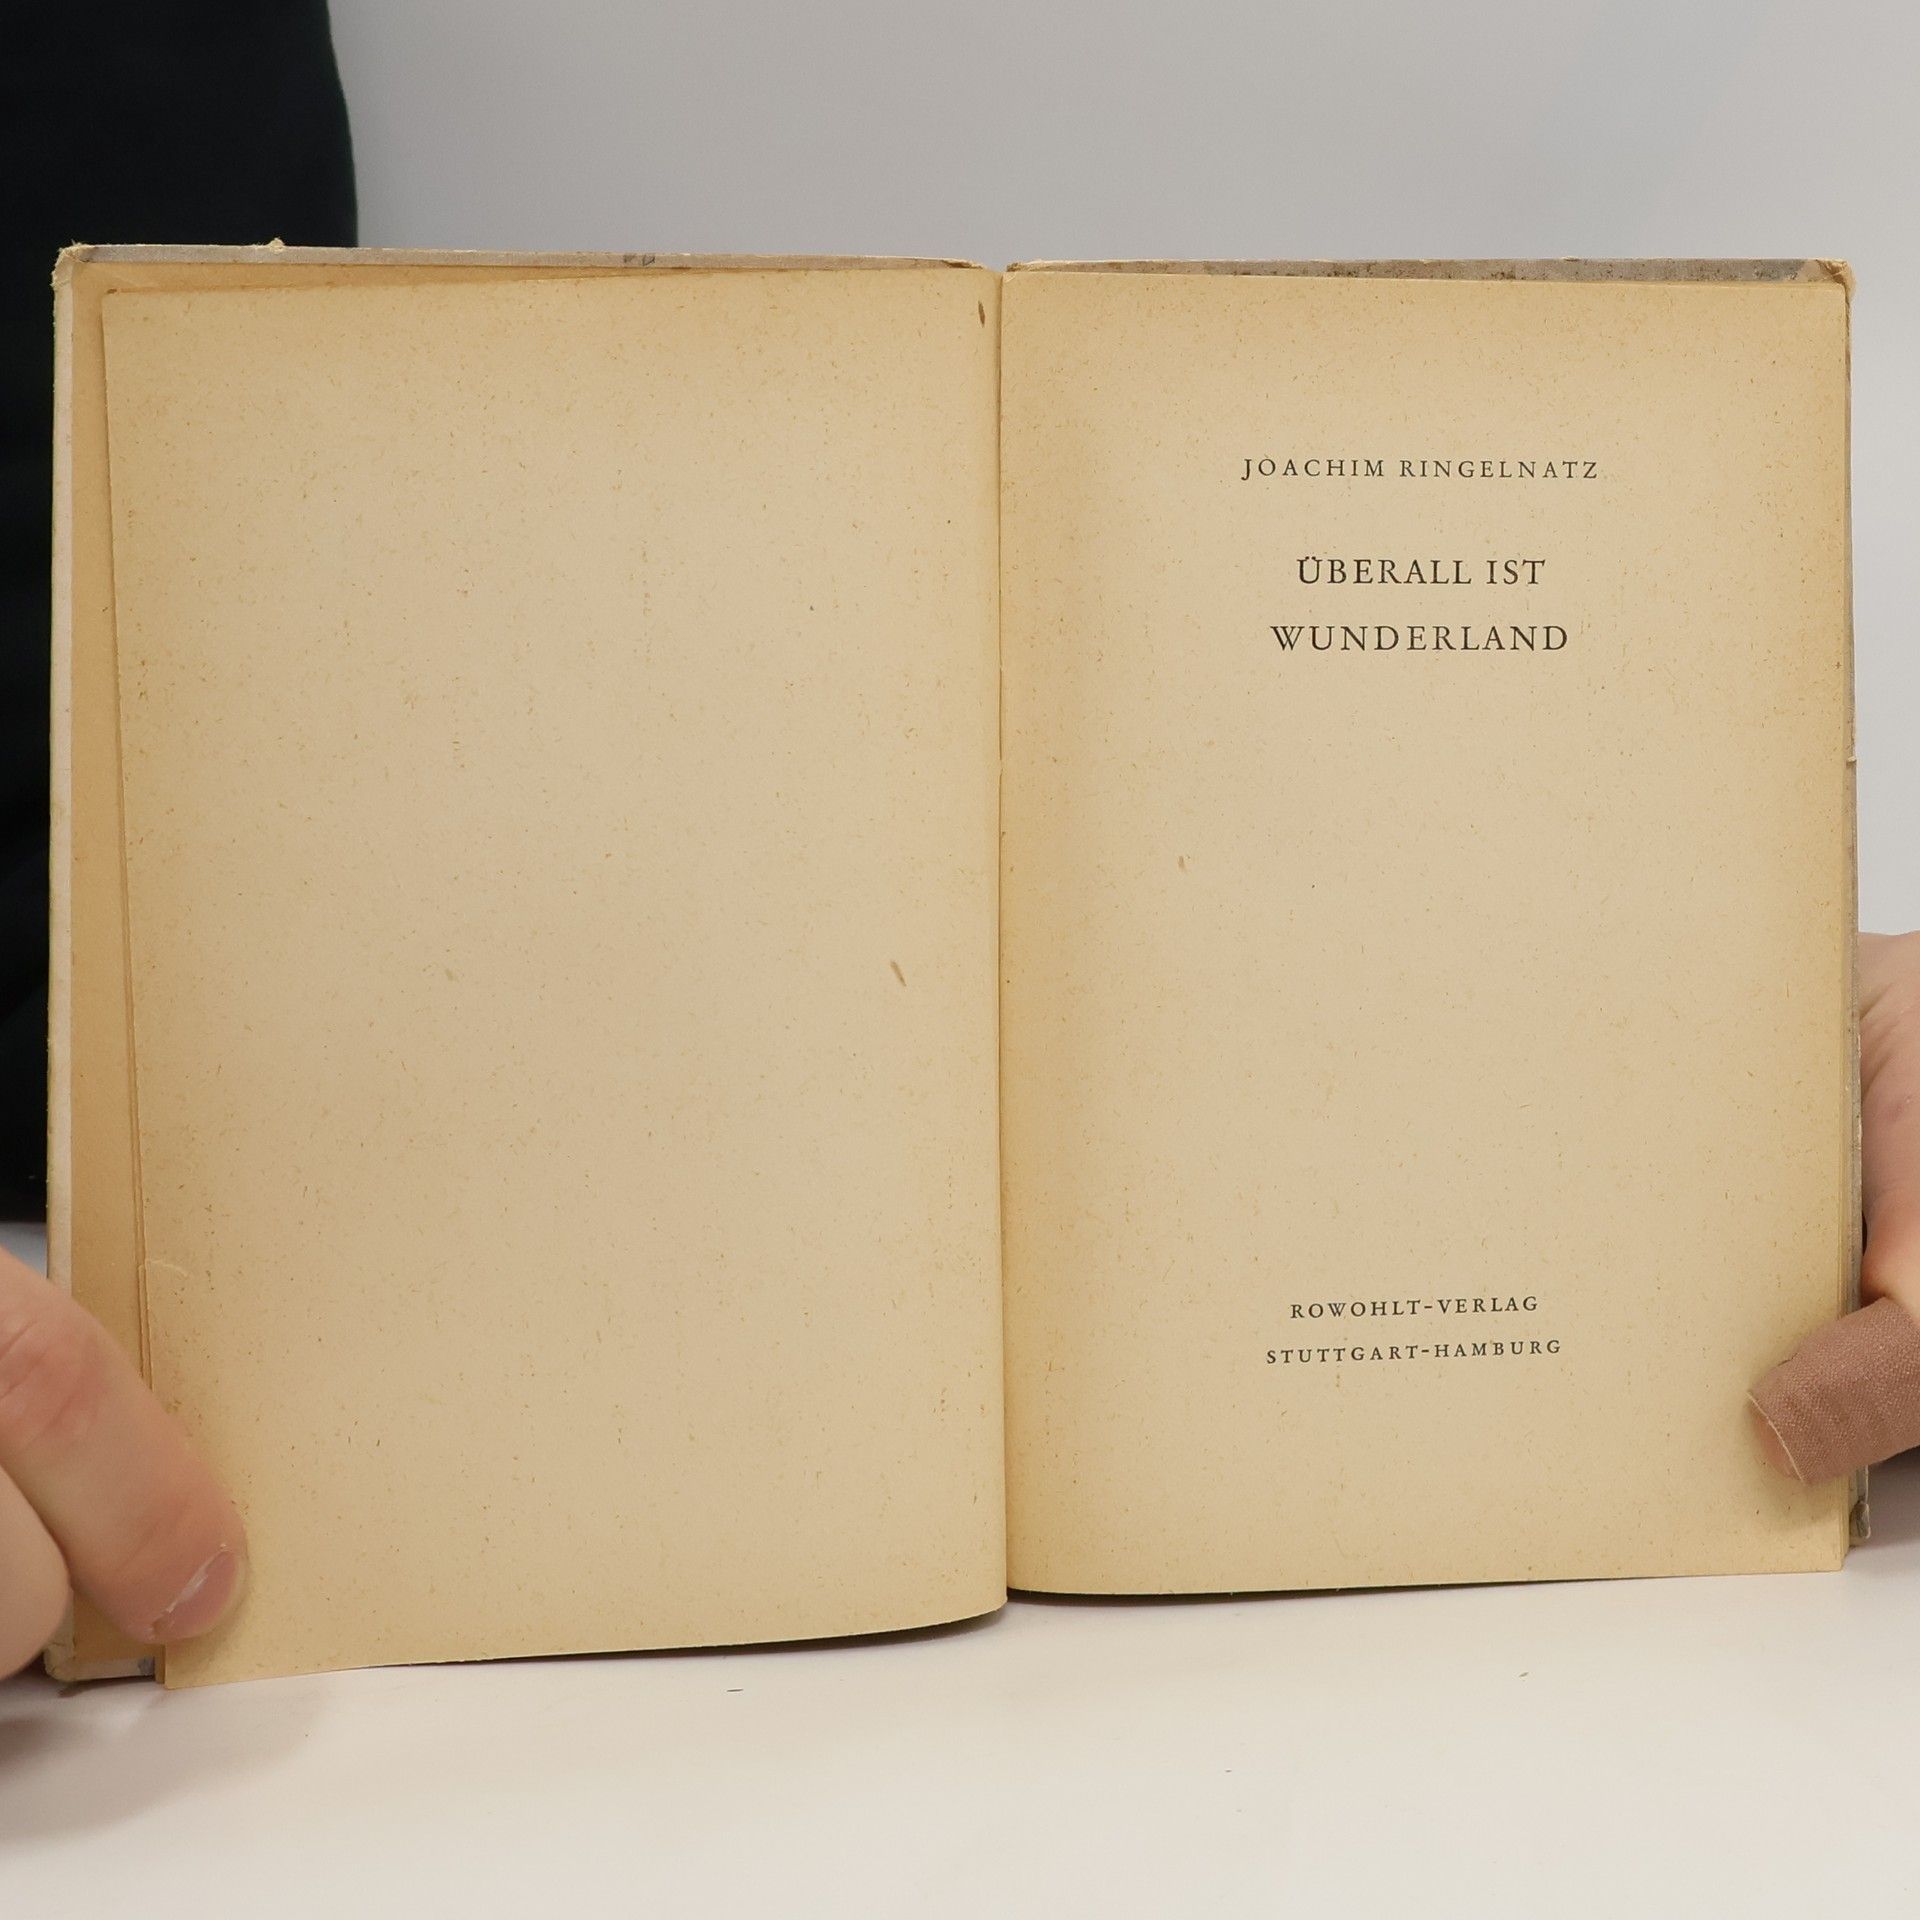 JOACHIM RINGELNATZ
ÜBERALL IST
WUNDERLAND
ROWOHLT-VERLAG
STUTTGART-HAMBURG